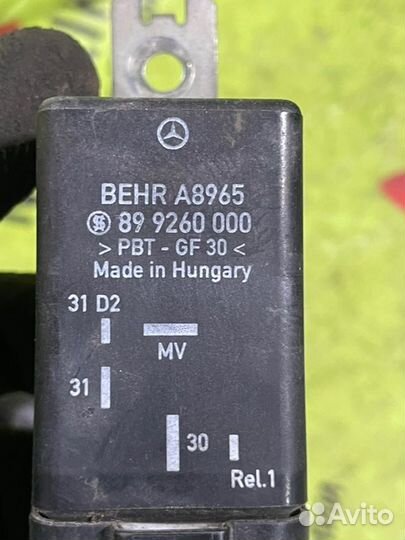 BEHR A8965
89 9260 000
> PBT - GF 30 <
Made in Hungary
31 D2
MV
31
30
Rel.1
Avito